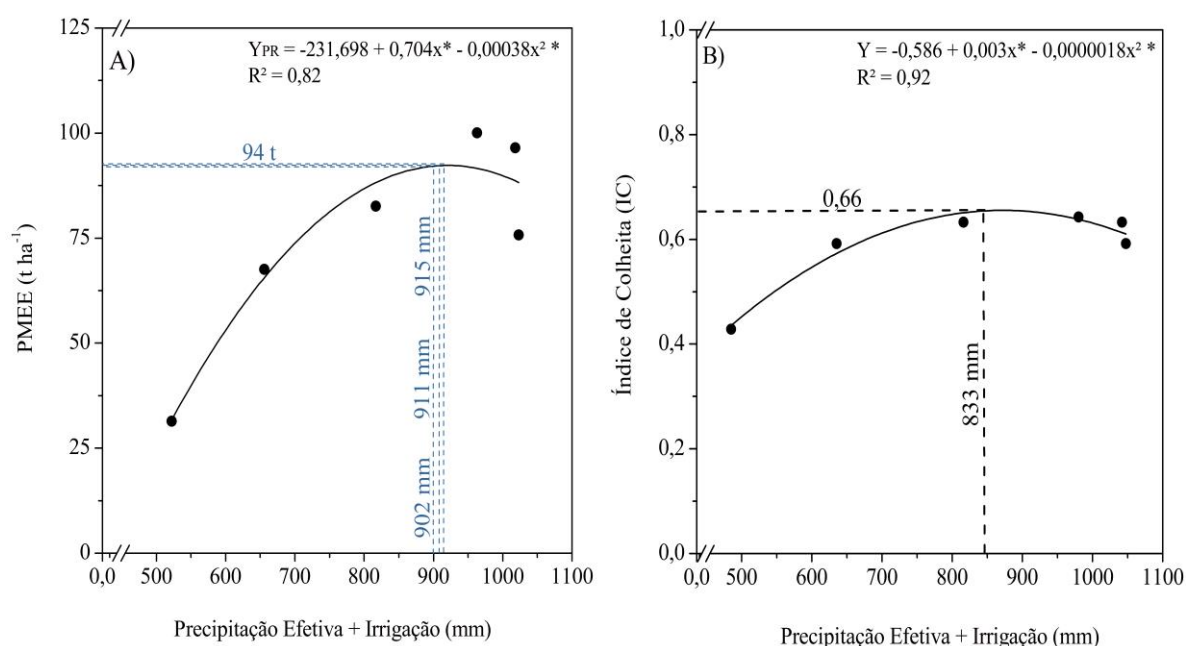 A)
Y_PR = -231,698 + 0,704x* - 0,00038x² *
R² = 0,82
125
100
75
50
25
0
94 t
915 mm
911 mm
902 mm
PMEE (t ha⁻¹)
0,0 500 600 700 800 900 1000 1100
Precipitação Efetiva + Irrigação (mm)
B)
Y = -0,586 + 0,003x* - 0,0000018x² *
R² = 0,92
1,0
0,8
0,6
0,4
0,2
0,0
0,66
833 mm
Índice de Colheita (IC)
0,0 500 600 700 800 900 1000 1100
Precipitação Efetiva + Irrigação (mm)